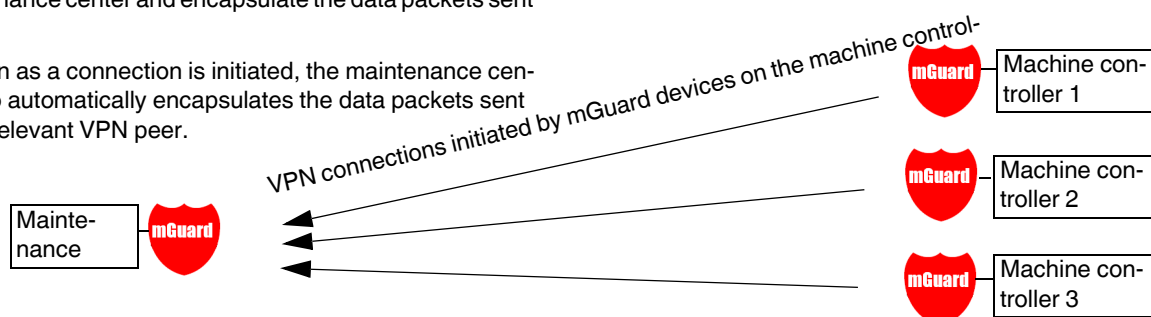 nance center and encapsulate the data packets sent
n as a connection is initiated, the maintenance cen-
automatically encapsulates the data packets sent
relevant VPN peer.
VPN connections initiated by mGuard devices on the machine control-
mGuard
Machine con-
troller 1
mGuard
Machine con-
troller 2
Mainte-
nance
mGuard
mGuard
Machine con-
troller 3